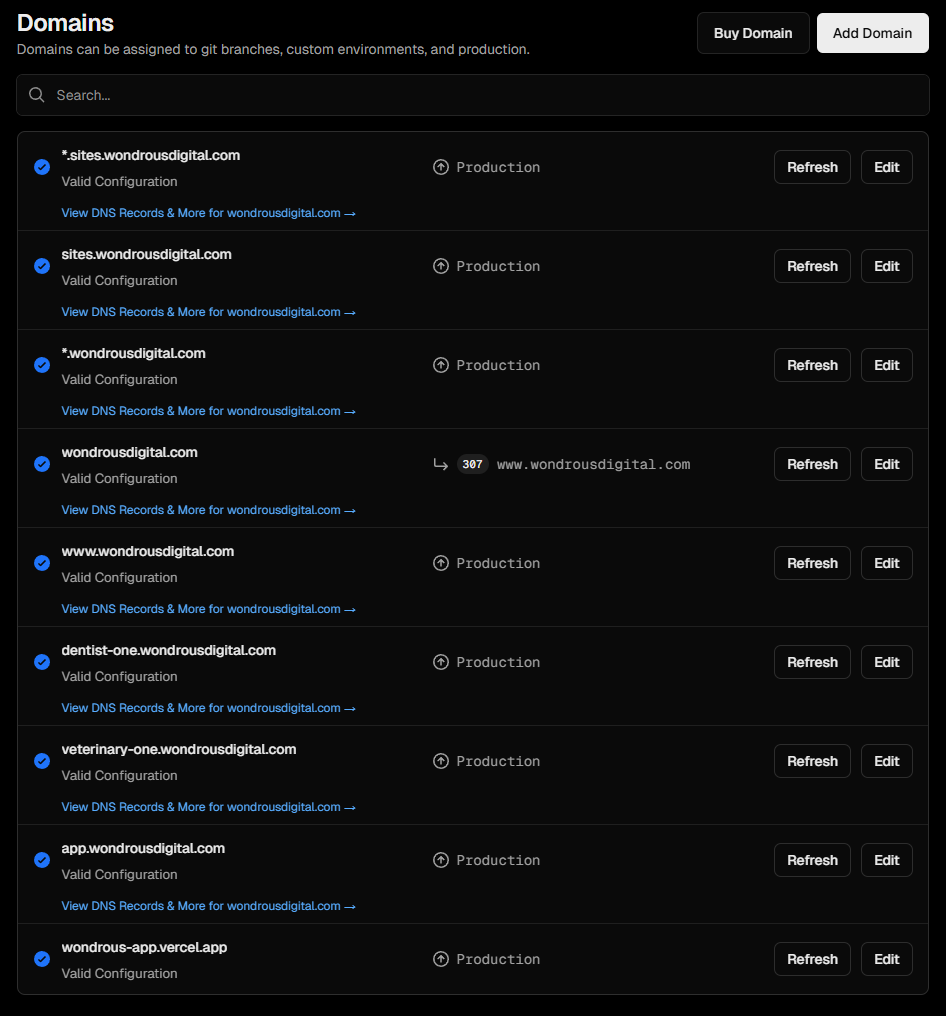 Domains
Domains can be assigned to git branches, custom environments, and production.
Buy Domain
Add Domain
Search...
*.sites.wondrousdigital.com
Valid Configuration
Production
Refresh
Edit
View DNS Records & More for wondrousdigital.com →
sites.wondrousdigital.com
Valid Configuration
Production
Refresh
Edit
View DNS Records & More for wondrousdigital.com →
*.wondrousdigital.com
Valid Configuration
Production
Refresh
Edit
View DNS Records & More for wondrousdigital.com →
wondrousdigital.com
Valid Configuration
307 www.wondrousdigital.com
Refresh
Edit
View DNS Records & More for wondrousdigital.com →
www.wondrousdigital.com
Valid Configuration
Production
Refresh
Edit
View DNS Records & More for wondrousdigital.com →
dentist-one.wondrousdigital.com
Valid Configuration
Production
Refresh
Edit
View DNS Records & More for wondrousdigital.com →
veterinary-one.wondrousdigital.com
Valid Configuration
Production
Refresh
Edit
View DNS Records & More for wondrousdigital.com →
app.wondrousdigital.com
Valid Configuration
Production
Refresh
Edit
View DNS Records & More for wondrousdigital.com →
wondrous-app.vercel.app
Valid Configuration
Production
Refresh
Edit